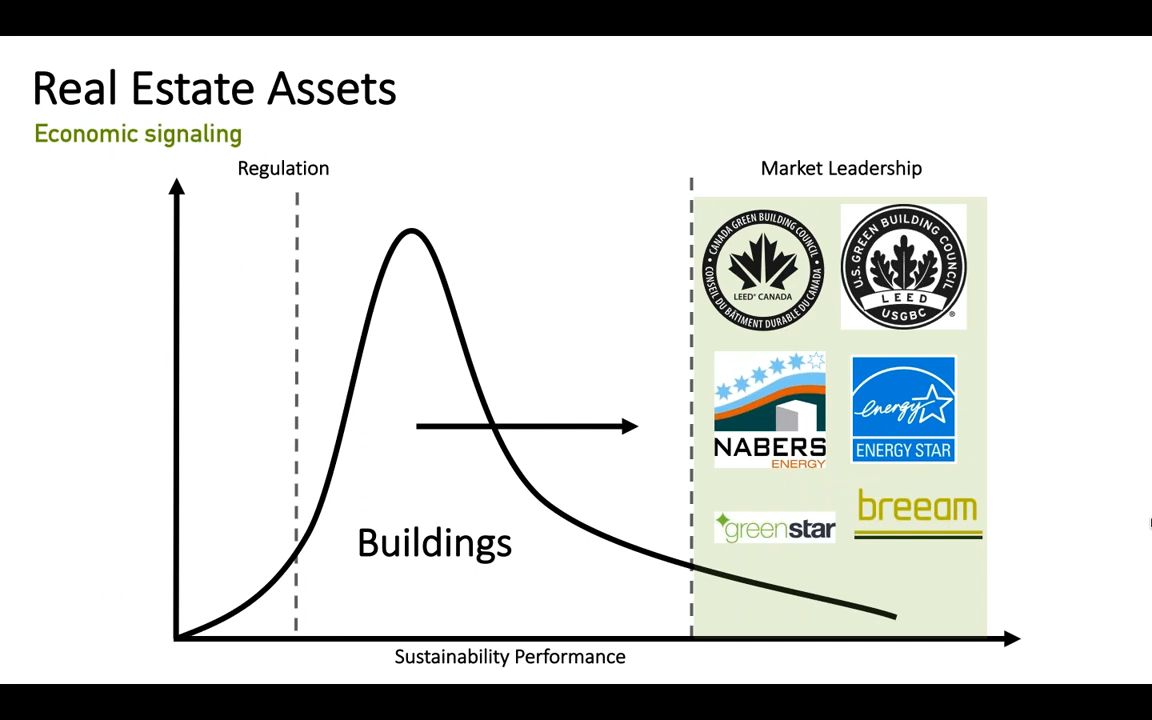 Real Estate Assets
Economic signaling
Regulation
Market Leadership
• CANADA GREEN BUILDING COUNCIL •
LEED® CANADA
CONSEIL DU BÂTIMENT DURABLE DU CANADA
U.S. GREEN BUILDING COUNCIL
LEED
USGBC
®
NABERS
ENERGY
energy
ENERGY STAR
greenstar
breeam
Buildings
Sustainability Performance